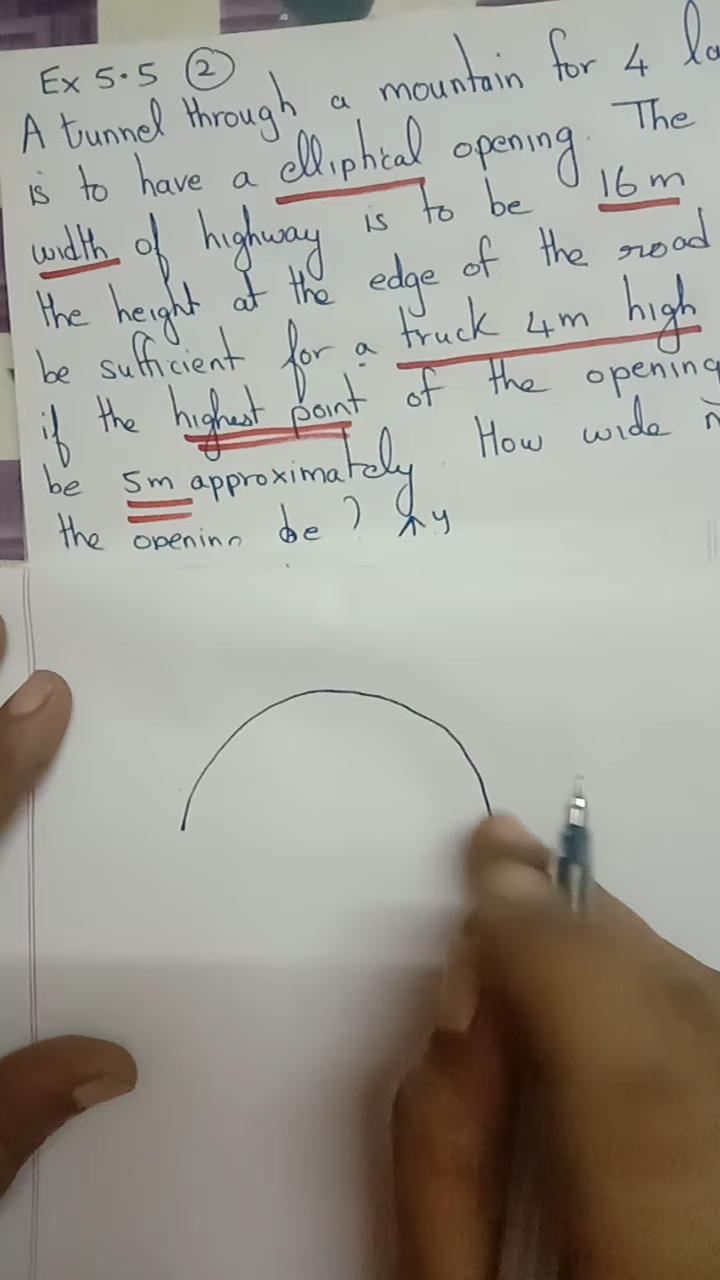 Ex 5.5 ②
A tunnel through a mountain for 4
is to have a elliptical opening. The
width of highway is to be 16m
the height at the edge of the road
be sufficient for a truck 4m high
if the highest point of the opening
be 5m approximately. How wide
the openinn be? y